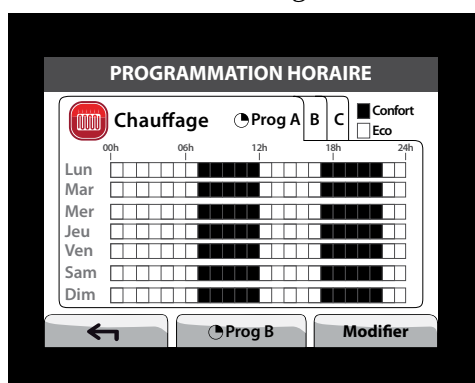 PROGRAMMATION HORAIRE
Chauffage Prog A B C Confort
Eco
00h 06h 12h 18h 24h
Lun
Mar
Mer
Jeu
Ven
Sam
Dim
Prog B Modifier